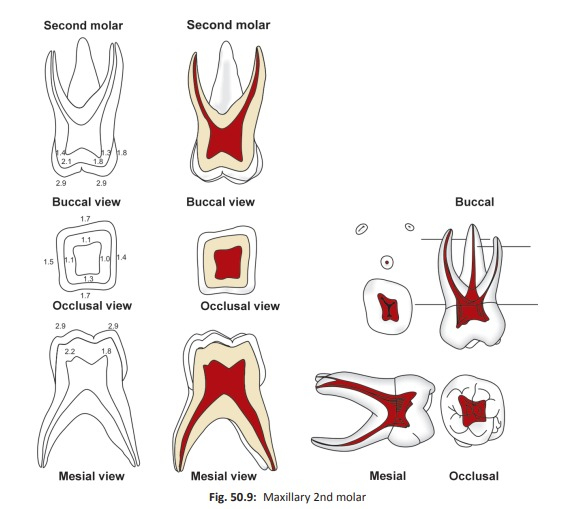 Second molar
Second molar
1.4
1.3
1.8
2.1
1.8
2.9
2.9
Buccal view
Buccal view
Buccal
1.7
1.1
1.5
1.1
1.0
1.4
1.3
1.7
Occlusal view
Occlusal view
2.9
2.9
2.2
1.8
Mesial view
Mesial view
Mesial
Occlusal
Fig. 50.9: Maxillary 2nd molar